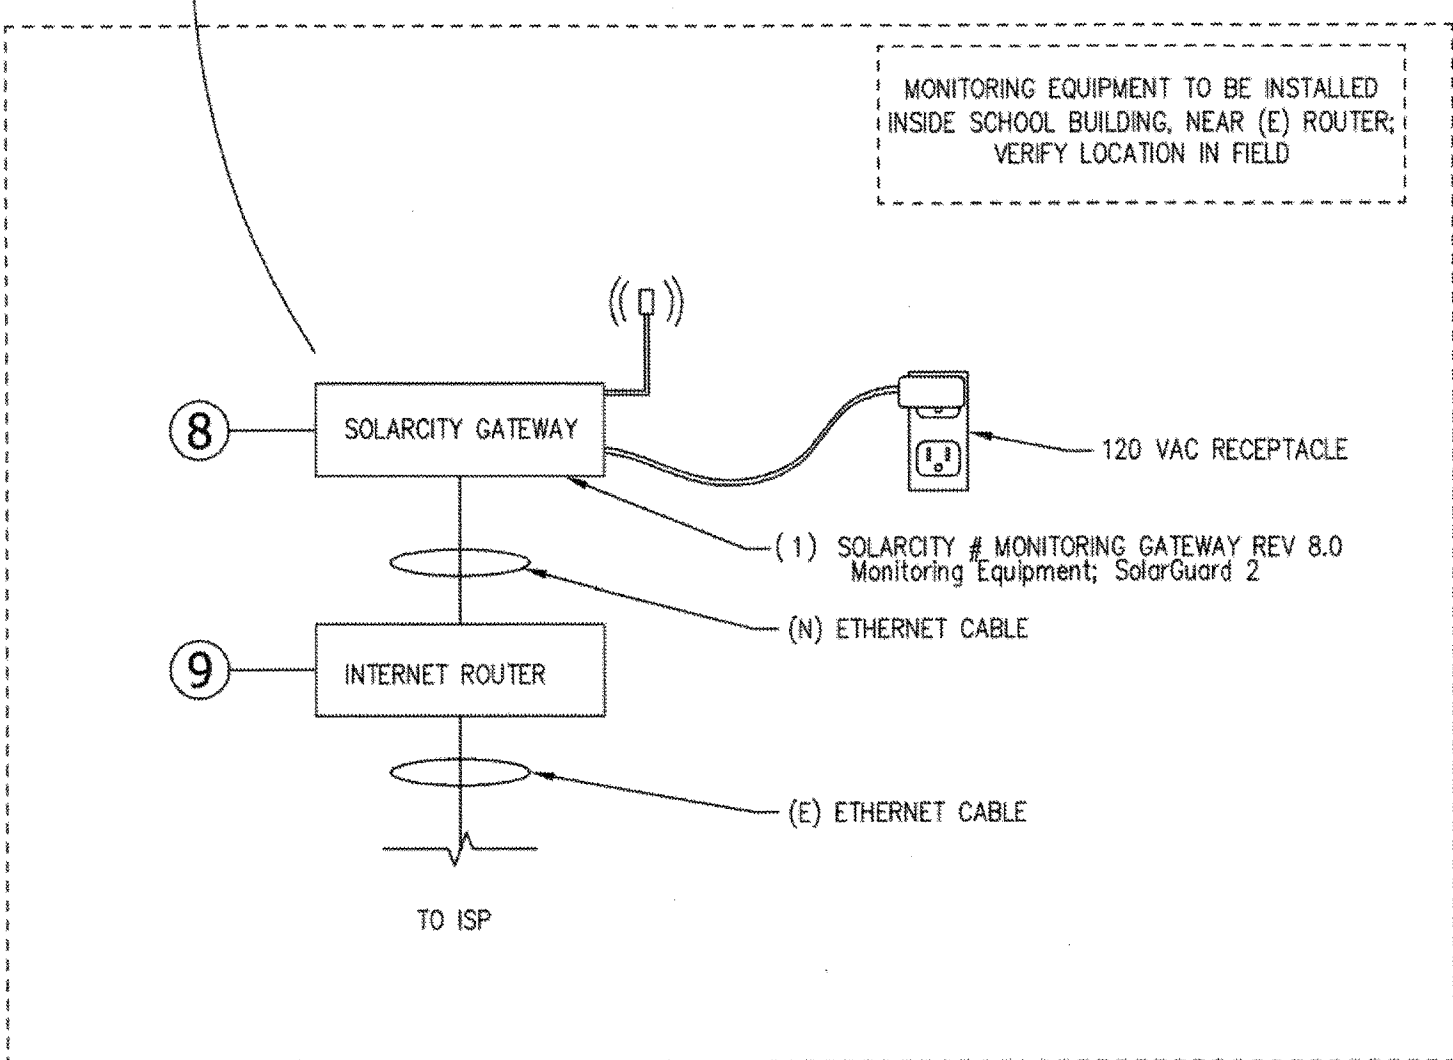 MONITORING EQUIPMENT TO BE INSTALLED
INSIDE SCHOOL BUILDING, NEAR (E) ROUTER;
VERIFY LOCATION IN FIELD
8
SOLARCITY GATEWAY
120 VAC RECEPTACLE
(1) SOLARCITY # MONITORING GATEWAY REV 8.0
Monitoring Equipment; SolarGuard 2
(N) ETHERNET CABLE
9
INTERNET ROUTER
(E) ETHERNET CABLE
TO ISP